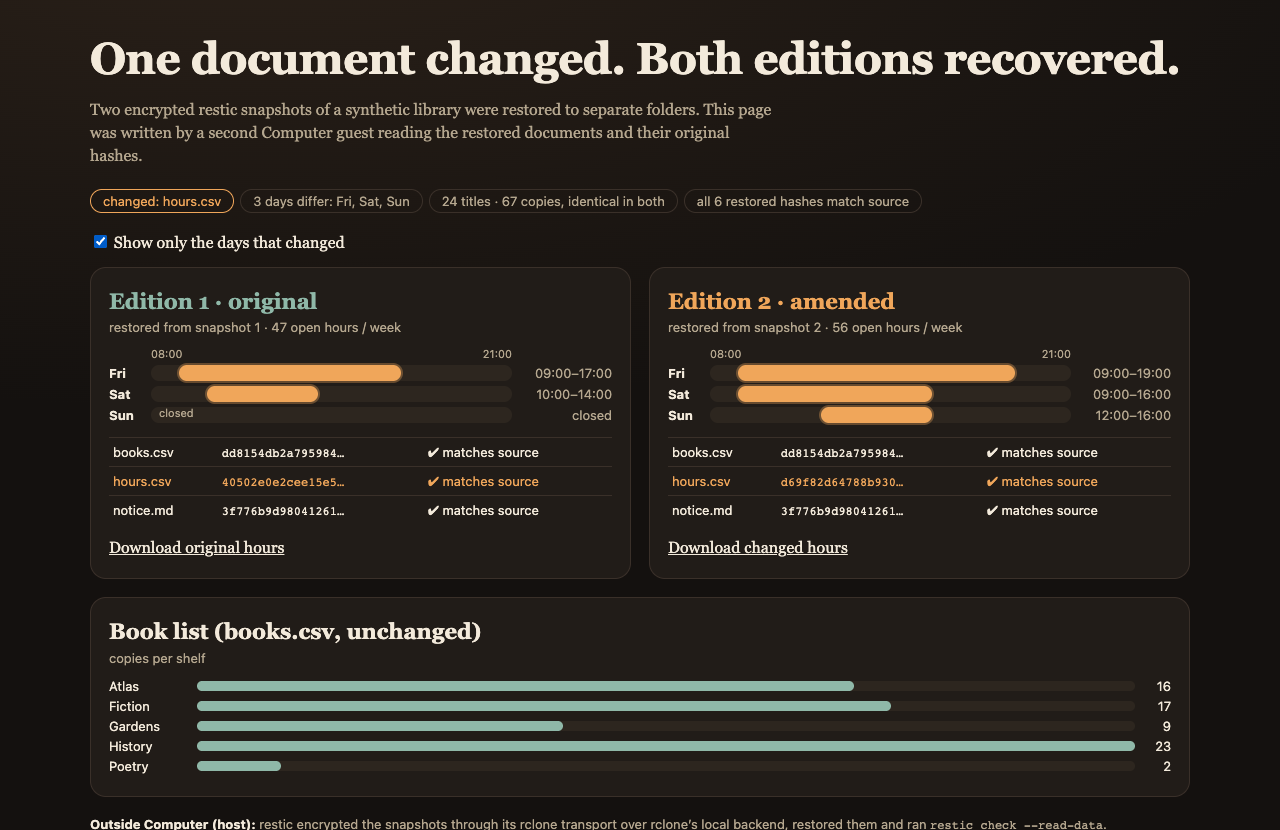 One document changed. Both editions recovered.
Two encrypted restic snapshots of a synthetic library were restored to separate folders. This page
was written by a second Computer guest reading the restored documents and their original
hashes.
changed: hours.csv
3 days differ: Fri, Sat, Sun
24 titles · 67 copies, identical in both
all 6 restored hashes match source
Show only the days that changed
Edition 1 · original
restored from snapshot 1 · 47 open hours / week
08:00 21:00
Fri 09:00–17:00
Sat 10:00–14:00
Sun closed closed
books.csv dd8154db2a795984… ✔ matches source
hours.csv 40502e0e2cee15e5… ✔ matches source
notice.md 3f776b9d98041261… ✔ matches source
Download original hours
Edition 2 · amended
restored from snapshot 2 · 56 open hours / week
08:00 21:00
Fri 09:00–19:00
Sat 09:00–16:00
Sun 12:00–16:00
books.csv dd8154db2a795984… ✔ matches source
hours.csv d69f82d64788b930… ✔ matches source
notice.md 3f776b9d98041261… ✔ matches source
Download changed hours
Book list (books.csv, unchanged)
copies per shelf
Atlas 16
Fiction 17
Gardens 9
History 23
Poetry 2
Outside Computer (host): restic encrypted the snapshots through its rclone transport over rclone’s local backend, restored them and ran restic check --read-data.